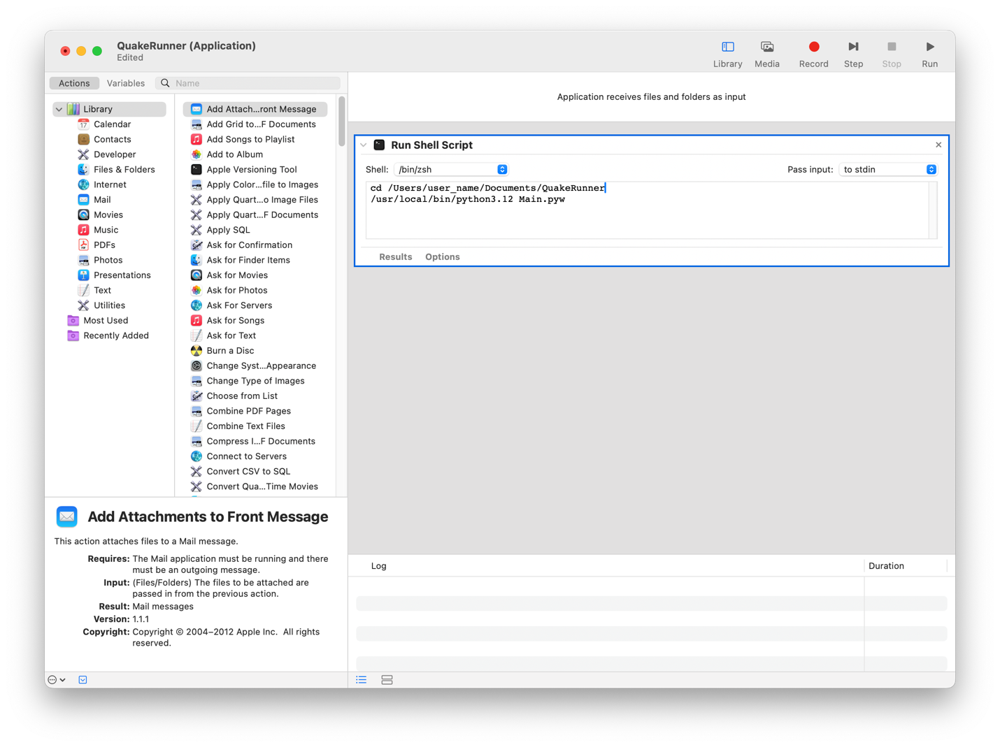 QuakeRunner (Application)
Edited
Library
Media
Record
Step
Stop
Run
Actions
Variables
Name
Library
Calendar
Contacts
Developer
Files & Folders
Internet
Mail
Movies
Music
PDFs
Photos
Presentations
Text
Utilities
Most Used
Recently Added
Add Attach...ront Message
Add Grid to...F Documents
Add Songs to Playlist
Add to Album
Apple Versioning Tool
Apply Color...file to Images
Apply Quart...o Image Files
Apply Quart...F Documents
Apply SQL
Ask for Confirmation
Ask for Finder Items
Ask for Movies
Ask for Photos
Ask For Servers
Ask for Songs
Ask for Text
Burn a Disc
Change Syst...Appearance
Change Type of Images
Choose from List
Combine PDF Pages
Combine Text Files
Compress I...F Documents
Connect to Servers
Convert CSV to SQL
Convert Qua...Time Movies
Add Attachments to Front Message
This action attaches files to a Mail message.
Requires: The Mail application must be running and there
must be an outgoing message.
Input: (Files/Folders) The files to be attached are
passed in from the previous action.
Result: Mail messages
Version: 1.1.1
Copyright: Copyright © 2004–2012 Apple Inc. All rights
reserved.
Application receives files and folders as input
Run Shell Script
Shell: /bin/zsh
Pass input: to stdin
cd /Users/user_name/Documents/QuakeRunner
/usr/local/bin/python3.12 Main.pyw
Results
Options
Log
Duration